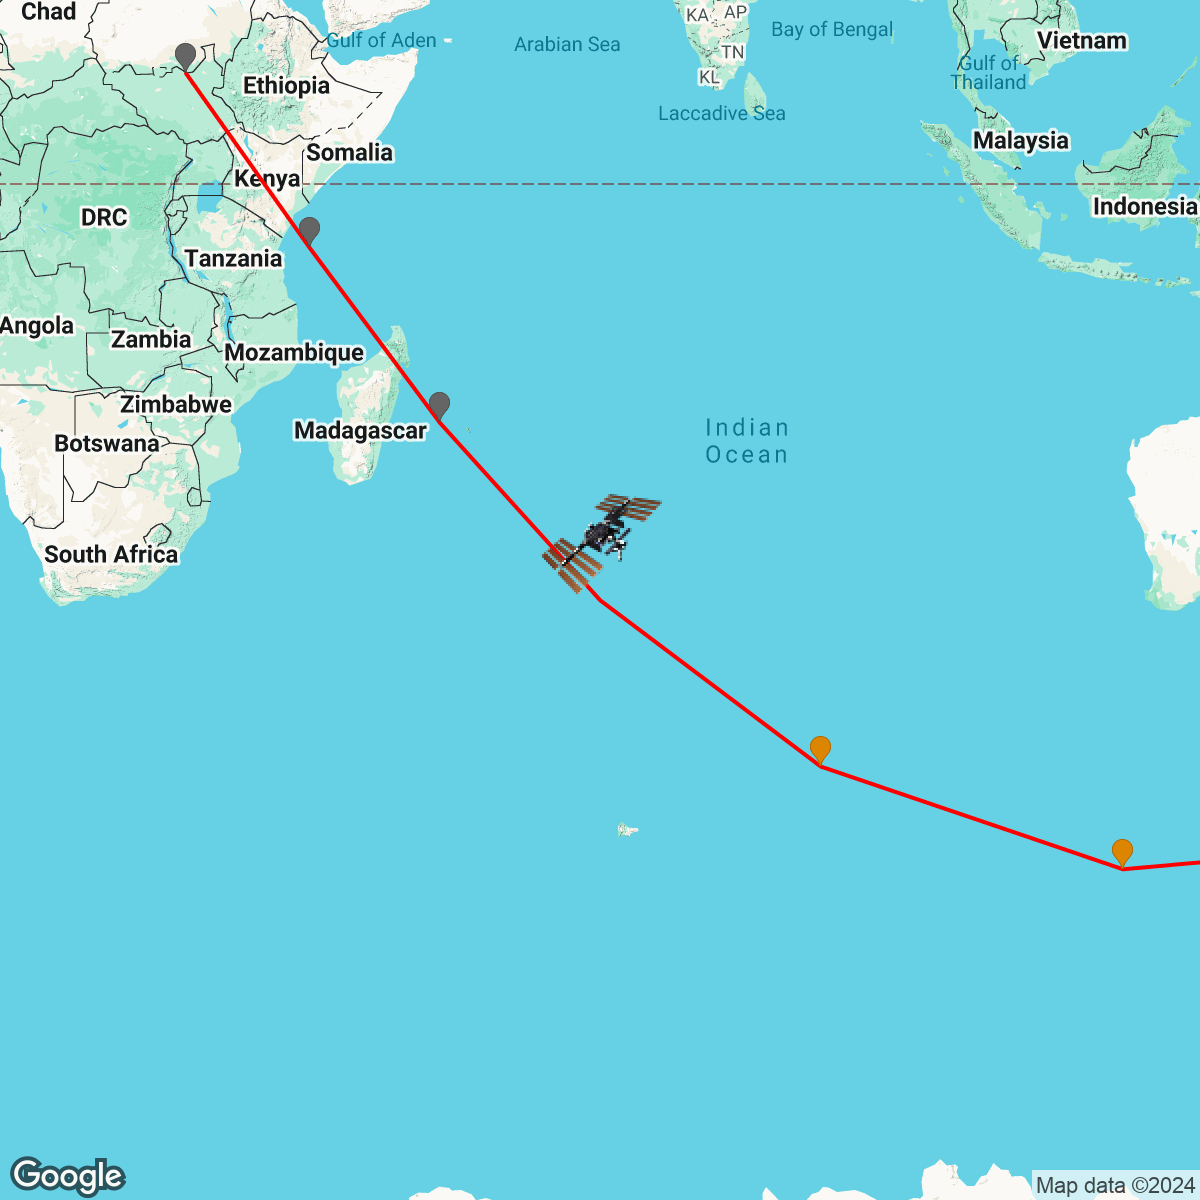 Chad
Gulf of Aden
Arabian Sea
KA
AP
Bay of Bengal
Vietnam
TN
Gulf of
Thailand
KL
Ethiopia
Laccadive Sea
Malaysia
Somalia
Kenya
DRC
Indonesia
Tanzania
Angola
Zambia
Mozambique
Zimbabwe
Madagascar
Botswana
Indian
Ocean
South Africa
Google
Map data ©2024